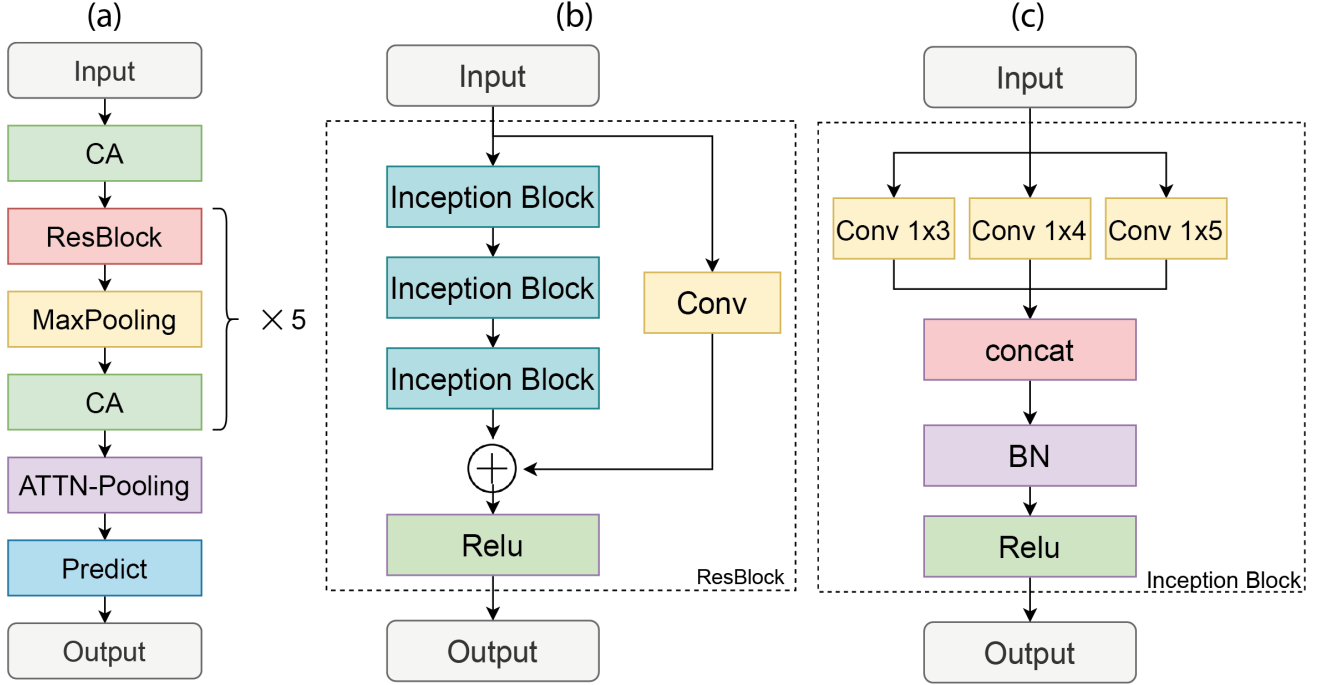 (a)
Input
CA
ResBlock
MaxPooling
CA
× 5
ATTN-Pooling
Predict
Output
(b)
Input
Inception Block
Inception Block
Inception Block
Conv
Relu
ResBlock
Output
(c)
Input
Conv 1x3 Conv 1x4 Conv 1x5
concat
BN
Relu
Inception Block
Output